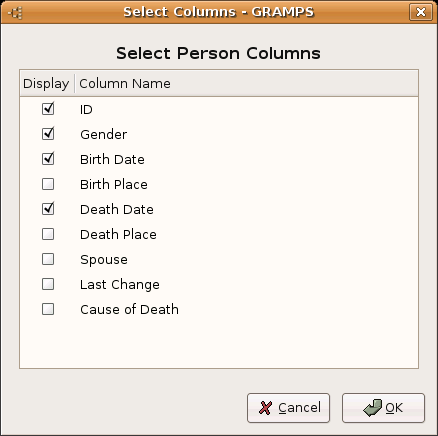 Select Columns - GRAMPS
Select Person Columns
Display Column Name
ID
Gender
Birth Date
Birth Place
Death Date
Death Place
Spouse
Last Change
Cause of Death
Cancel OK